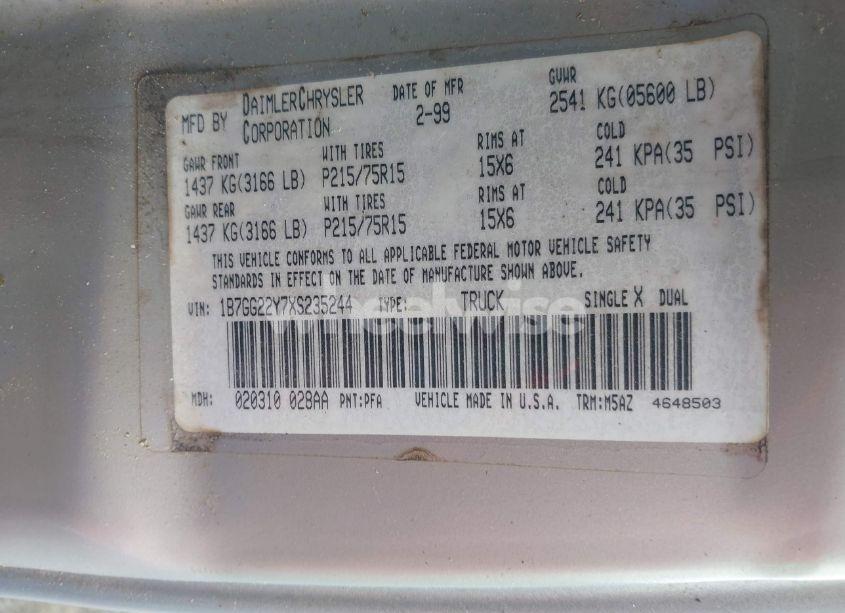 MFD BY DAIMLERCHRYSLER CORPORATION DATE OF MFR 2-99 GVWR 2541 KG(05600 LB)
GAWR FRONT WITH TIRES RIMS AT COLD
1437 KG(3166 LB) P215/75R15 15X6 241 KPA(35 PSI)
GAWR REAR WITH TIRES RIMS AT COLD
1437 KG(3166 LB) P215/75R15 15X6 241 KPA(35 PSI)
THIS VEHICLE CONFORMS TO ALL APPLICABLE FEDERAL MOTOR VEHICLE SAFETY
STANDARDS IN EFFECT ON THE DATE OF MANUFACTURE SHOWN ABOVE.
VIN: 1B7GG22Y7XS235244 TYPE: TRUCK SINGLE X DUAL
wheelwise
MDH: 020310 028AA PNT:PFA VEHICLE MADE IN U.S.A. TRM:M5AZ 4648503